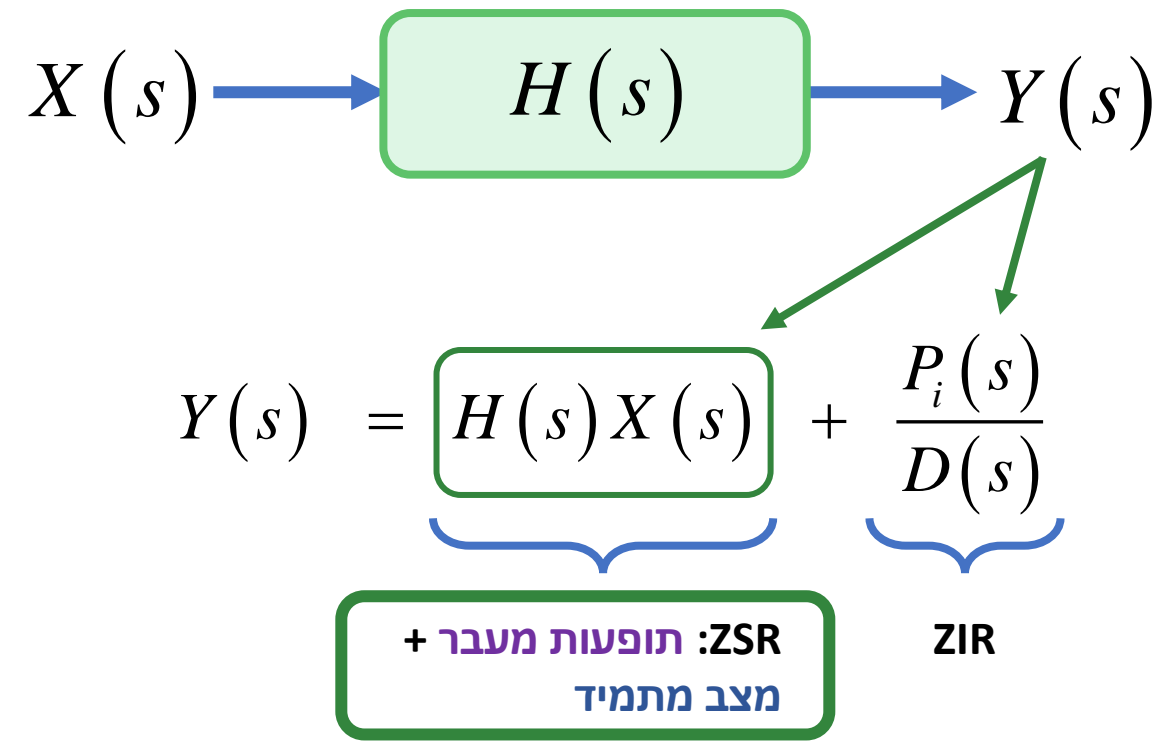 X(s) H(s) Y(s)
Y(s) = H(s)X(s) + P_i(s)/D(s)
ZSR: תופעות מעבר +
מצב מתמיד
ZIR